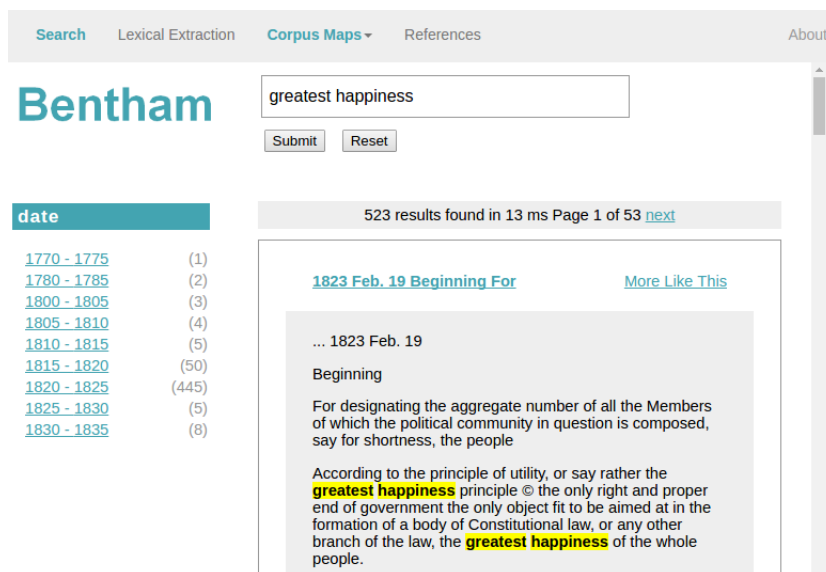 Search Lexical Extraction Corpus Maps References About
Bentham
greatest happiness
Submit Reset
date
1770 - 1775 (1)
1780 - 1785 (2)
1800 - 1805 (3)
1805 - 1810 (4)
1810 - 1815 (5)
1815 - 1820 (50)
1820 - 1825 (445)
1825 - 1830 (5)
1830 - 1835 (8)
523 results found in 13 ms Page 1 of 53 next
1823 Feb. 19 Beginning For More Like This
... 1823 Feb. 19
Beginning
For designating the aggregate number of all the Members
of which the political community in question is composed,
say for shortness, the people
According to the principle of utility, or say rather the
greatest happiness principle © the only right and proper
end of government the only object fit to be aimed at in the
formation of a body of Constitutional law, or any other
branch of the law, the greatest happiness of the whole
people.